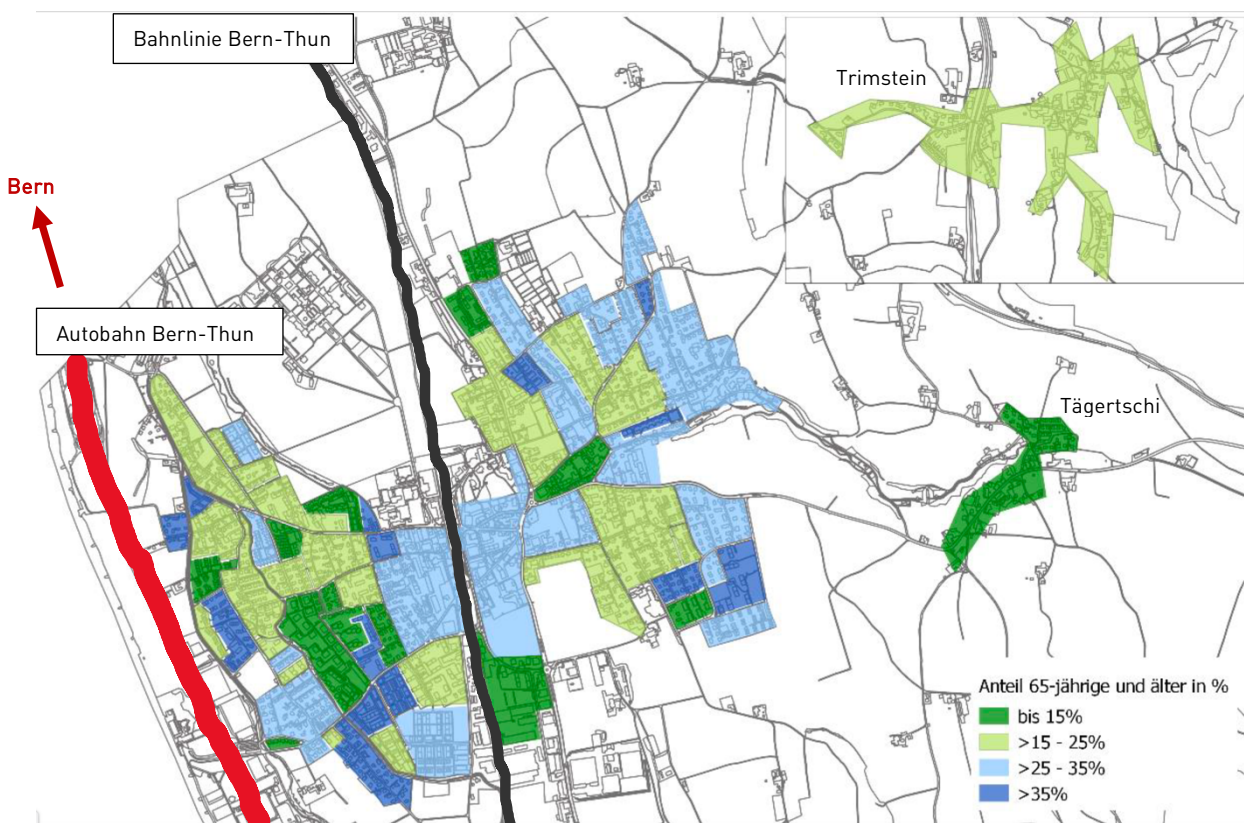 Bahnlinie Bern-Thun
Trimstein
Bern
Autobahn Bern-Thun
Tägertschi
Anteil 65-jährige und älter in %
bis 15%
>15 - 25%
>25 - 35%
>35%